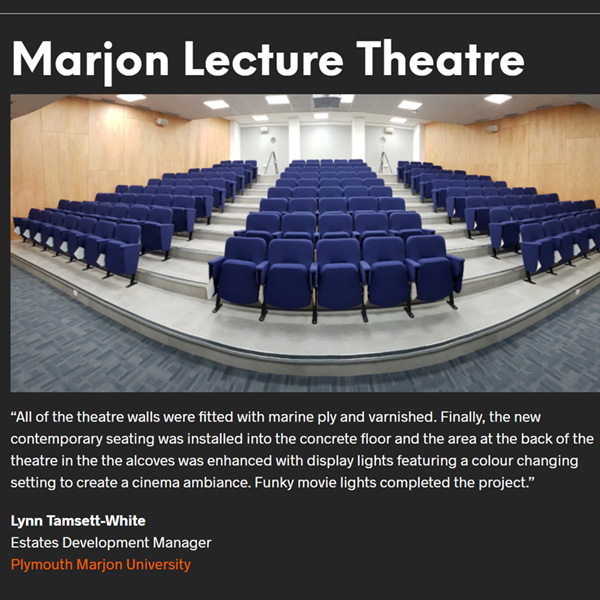 Marjon Lecture Theatre
“All of the theatre walls were fitted with marine ply and varnished. Finally, the new
contemporary seating was installed into the concrete floor and the area at the back of the
theatre in the the alcoves was enhanced with display lights featuring a colour changing
setting to create a cinema ambiance. Funky movie lights completed the project.”
Lynn Tamsett-White
Estates Development Manager
Plymouth Marjon University